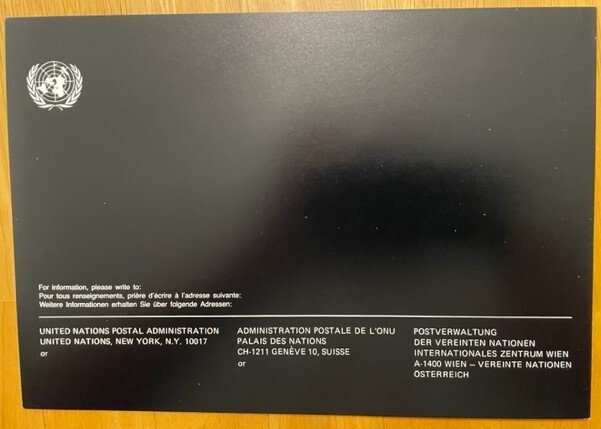 For information, please write to:
Pour tous renseignements, prière d'écrire à l'adresse suivante:
Weitere Informationen erhalten Sie über folgende Adressen:
UNITED NATIONS POSTAL ADMINISTRATION
UNITED NATIONS, NEW YORK, N.Y. 10017
or
ADMINISTRATION POSTALE DE L'ONU
PALAIS DES NATIONS
CH-1211 GENÈVE 10, SUISSE
or
POSTVERWALTUNG
DER VEREINTEN NATIONEN
INTERNATIONALES ZENTRUM WIEN
A-1400 WIEN – VEREINTE NATIONEN
ÖSTERREICH